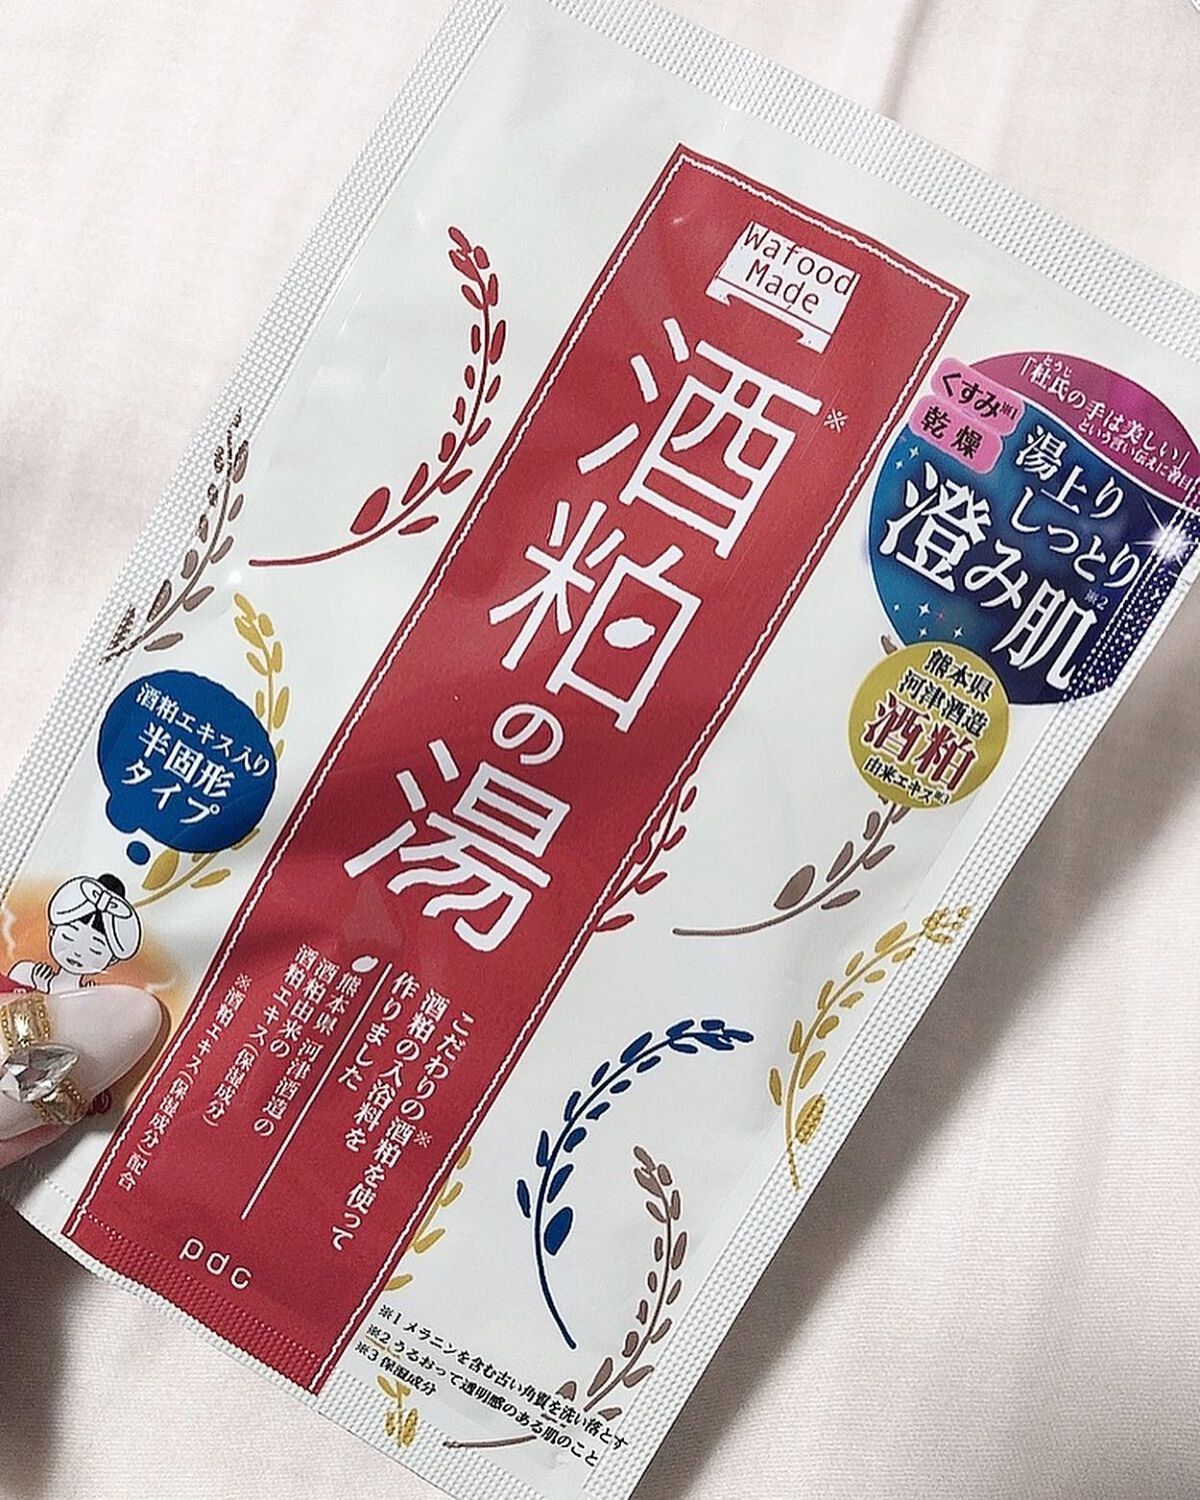 Wafood
Made
酒粕の湯
※
「杜氏の手は美しい」
とうじ
という言い伝えに着目
くすみ※1
乾燥
湯上り
しっとり
澄み肌※2
熊本県
河津酒造
酒粕
由来エキス※3
酒粕エキス入り
半固形
タイプ
こだわりの※酒粕を使って
酒粕の入浴料を
作りました
熊本県 河津酒造の
酒粕由来の
酒粕エキス(保湿成分)
※酒粕エキス(保湿成分)配合
pdc
※1 メラニンを含む古い角質を洗い落とす
※2 うるおって透明感のある肌のこと
※3 保湿成分